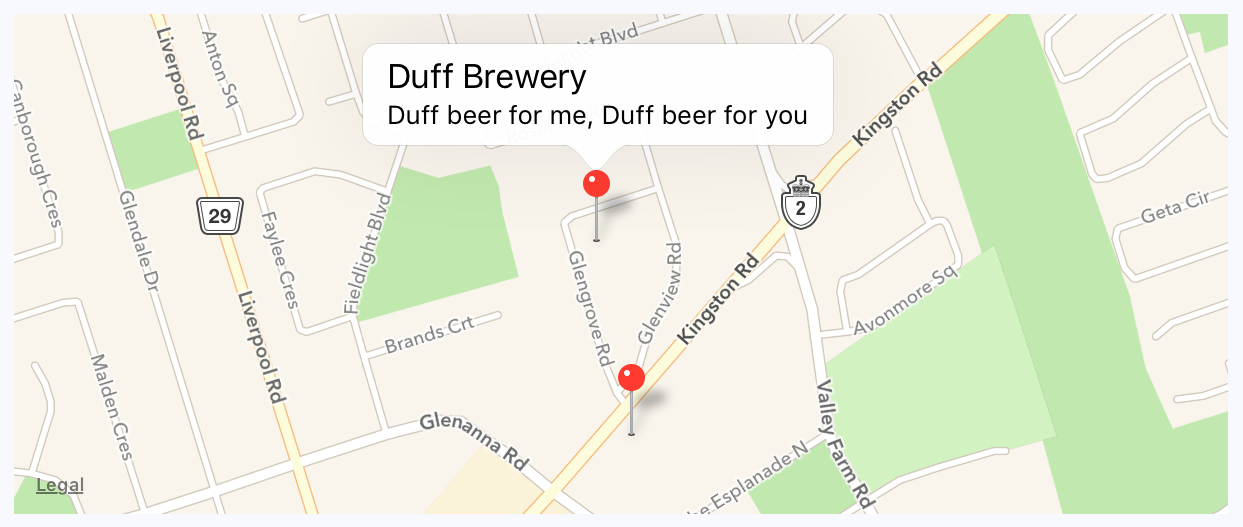 Duff Brewery
Duff beer for me, Duff beer for you
Blvd
Anton Sq
Liverpool Rd
Kingston Rd
29
2
Glendale Dr
Faylee Cres
Fieldlight Blvd
Geta Cir
Glengrove Rd
Glenview Rd
Kingston Rd
Avonmore Sq
Liverpool Rd
Brands Crt
Malden Cres
Glenanna Rd
Valley Farm Rd
Esplanade N
Legal